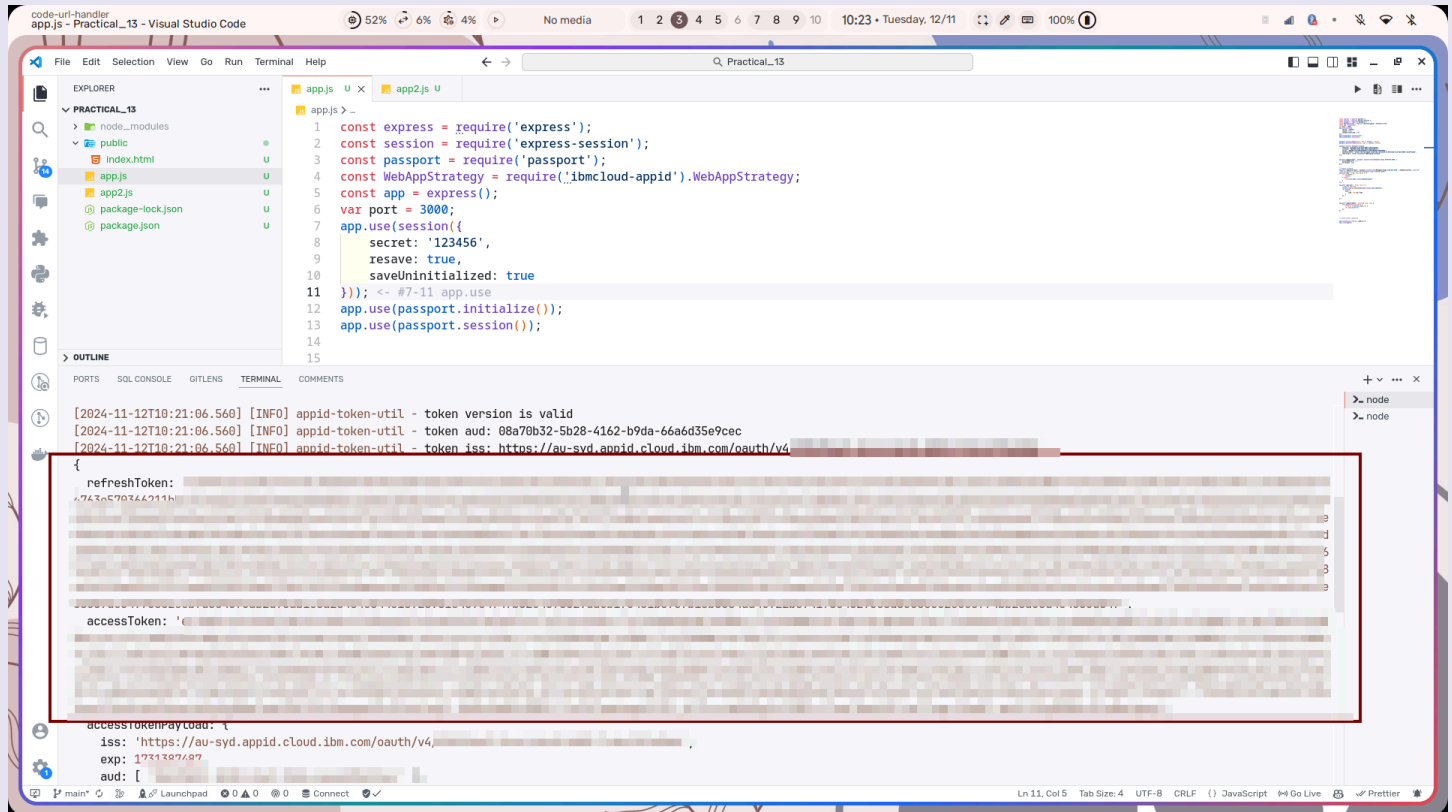 code-url-handler
app.js - Practical_13 - Visual Studio Code
52% 6% 4% No media 1 2 3 4 5 6 7 8 9 10 10:23 • Tuesday, 12/11 100%
File Edit Selection View Go Run Terminal Help
Practical_13
EXPLORER
PRACTICAL_13
node_modules
public
index.html U
app.js U
app2.js U
package-lock.json U
package.json U
OUTLINE
14
app.js U
app2.js U
app.js > ...
1 const express = require('express');
2 const session = require('express-session');
3 const passport = require('passport');
4 const WebAppStrategy = require('ibmcloud-appid').WebAppStrategy;
5 const app = express();
6 var port = 3000;
7 app.use(session({
8 secret: '123456',
9 resave: true,
10 saveUninitialized: true
11 })); <- #7-11 app.use
12 app.use(passport.initialize());
13 app.use(passport.session());
14
15
PORTS SQL CONSOLE GITLENS TERMINAL COMMENTS
node
node
[2024-11-12T10:21:06.560] [INFO] appid-token-util - token version is valid
[2024-11-12T10:21:06.560] [INFO] appid-token-util - token aud: 08a70b32-5b28-4162-b9da-66a6d35e9cec
[2024-11-12T10:21:06.560] [INFO] appid-token-util - token iss: https://au-syd.appid.cloud.ibm.com/oauth/v4
{
refreshToken:
accessToken: 'e
accessTokenPayload: {
iss: 'https://au-syd.appid.cloud.ibm.com/oauth/v4/
exp: 1731387487
aud: [
1
main* Launchpad 0 0 0 Connect Ln 11, Col 5 Tab Size: 4 UTF-8 CRLF {} JavaScript Go Live Prettier